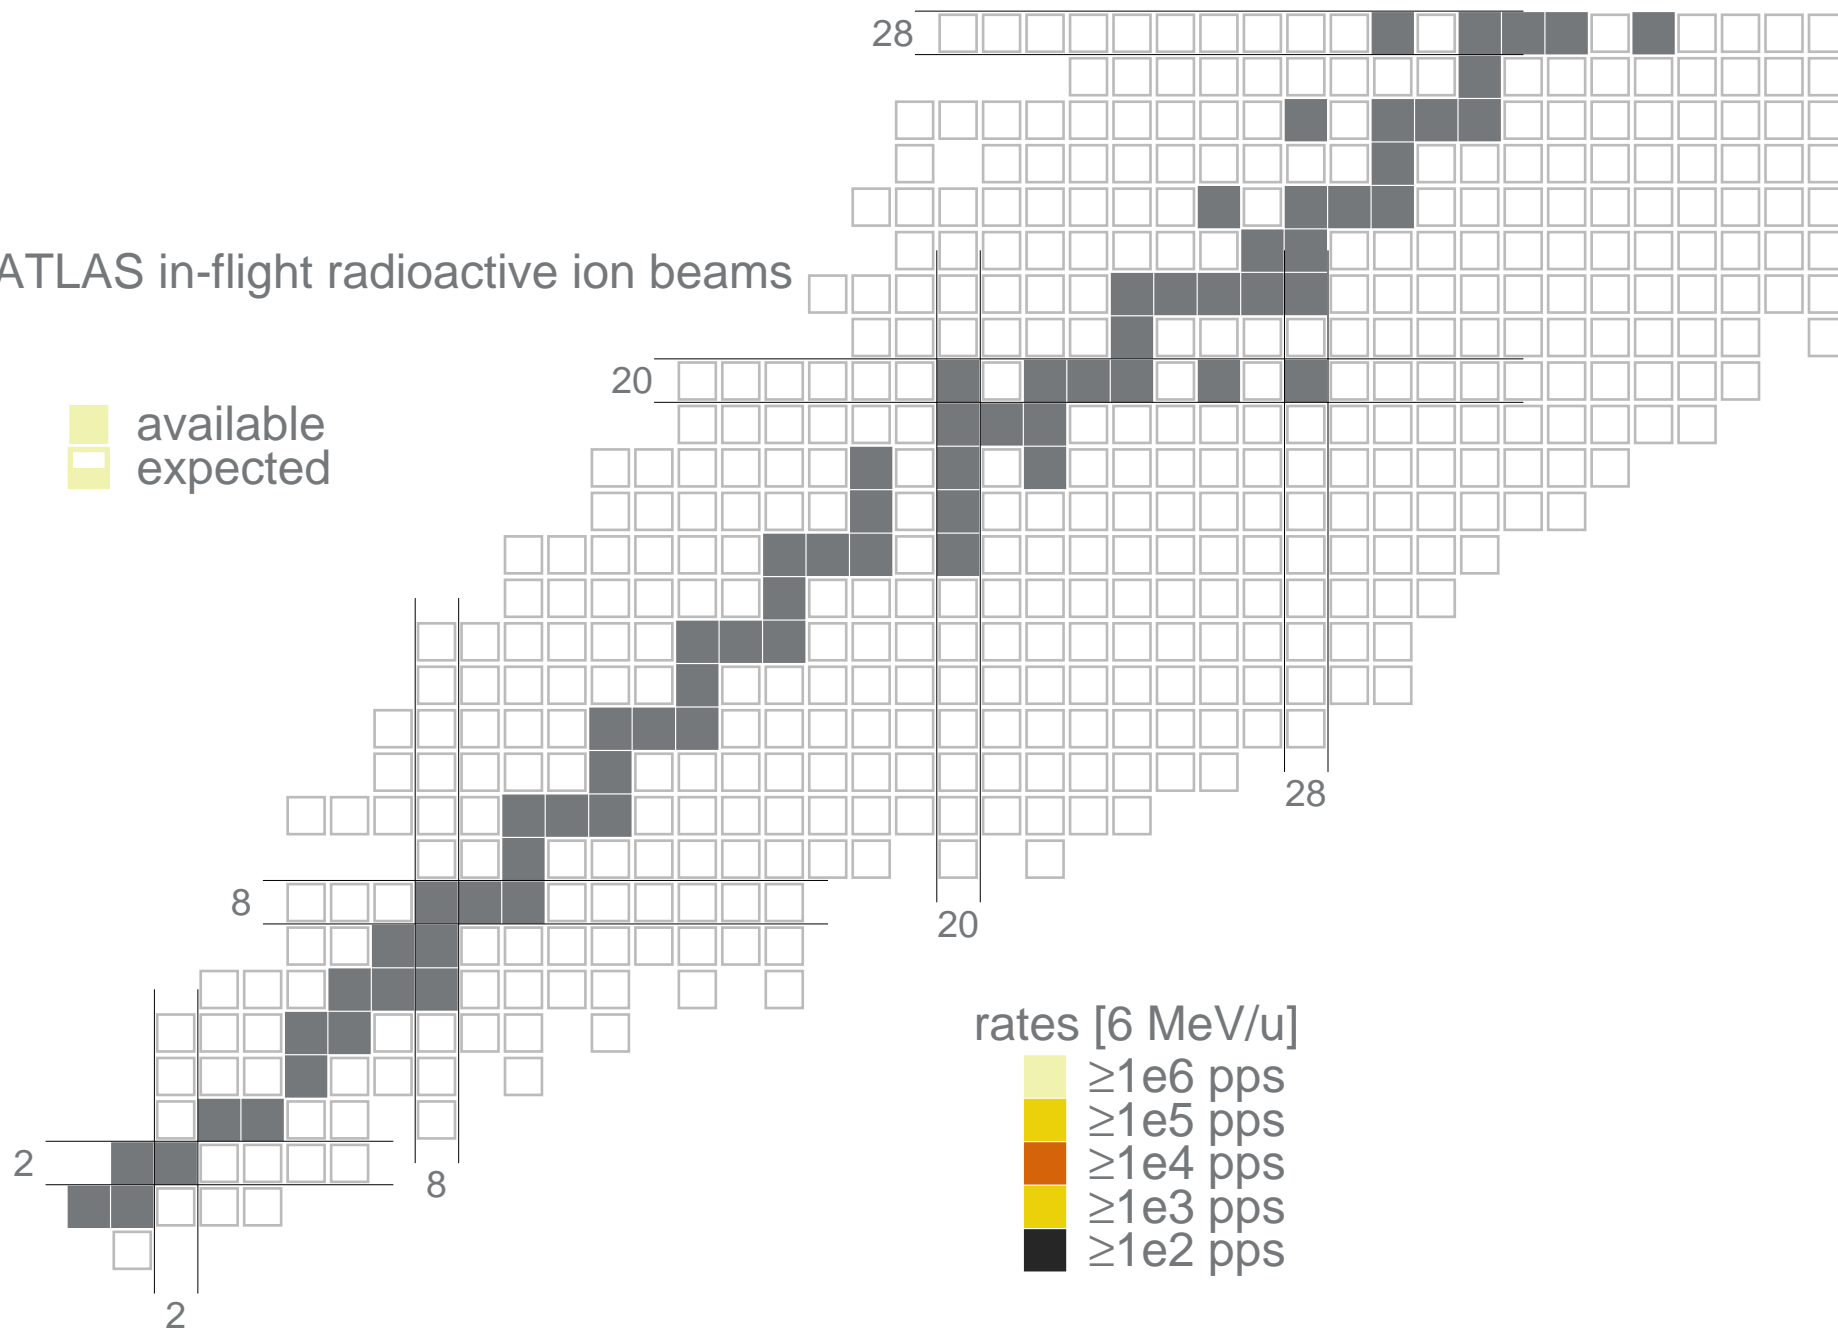 28
ATLAS in-flight radioactive ion beams
20
available
expected
28
8
20
rates [6 MeV/u]
≥1e6 pps
≥1e5 pps
≥1e4 pps
≥1e3 pps
≥1e2 pps
2
8
2